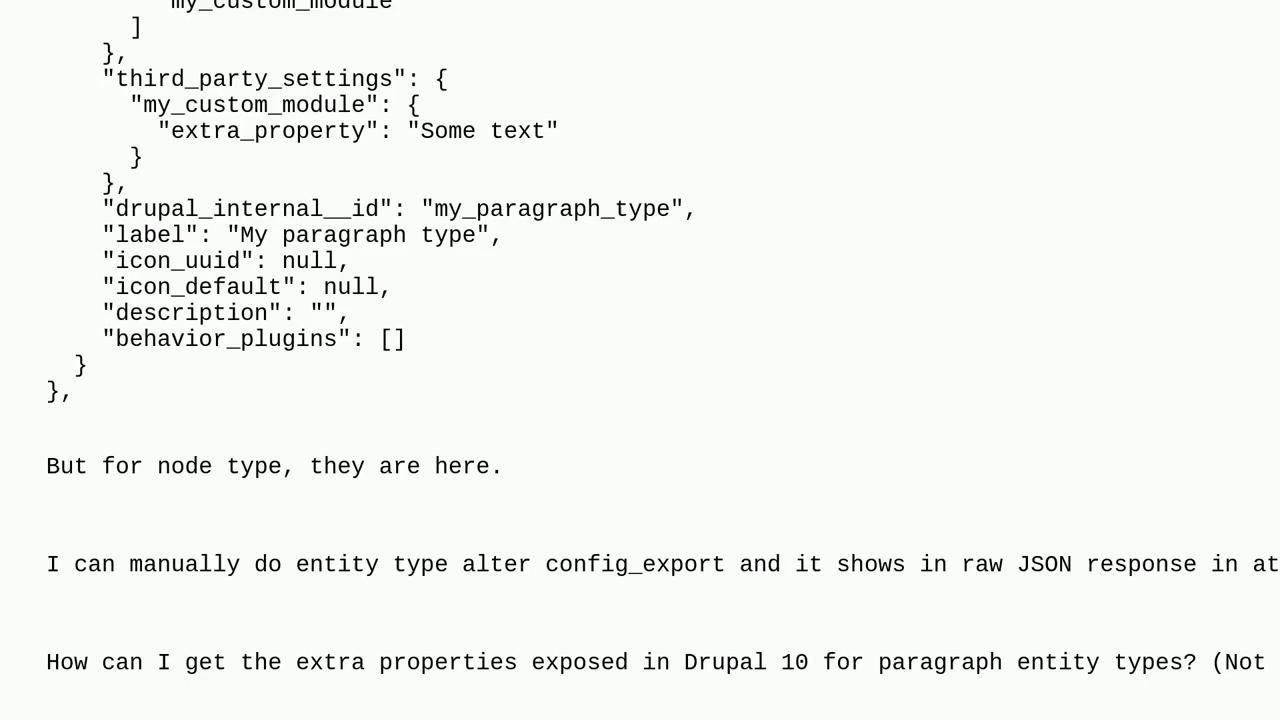 my_custom_module
]
},
"third_party_settings": {
"my_custom_module": {
"extra_property": "Some text"
}
},
"drupal_internal__id": "my_paragraph_type",
"label": "My paragraph type",
"icon_uuid": null,
"icon_default": null,
"description": "",
"behavior_plugins": []
}
},
But for node type, they are here.
I can manually do entity type alter config_export and it shows in raw JSON response in at
How can I get the extra properties exposed in Drupal 10 for paragraph entity types? (Not